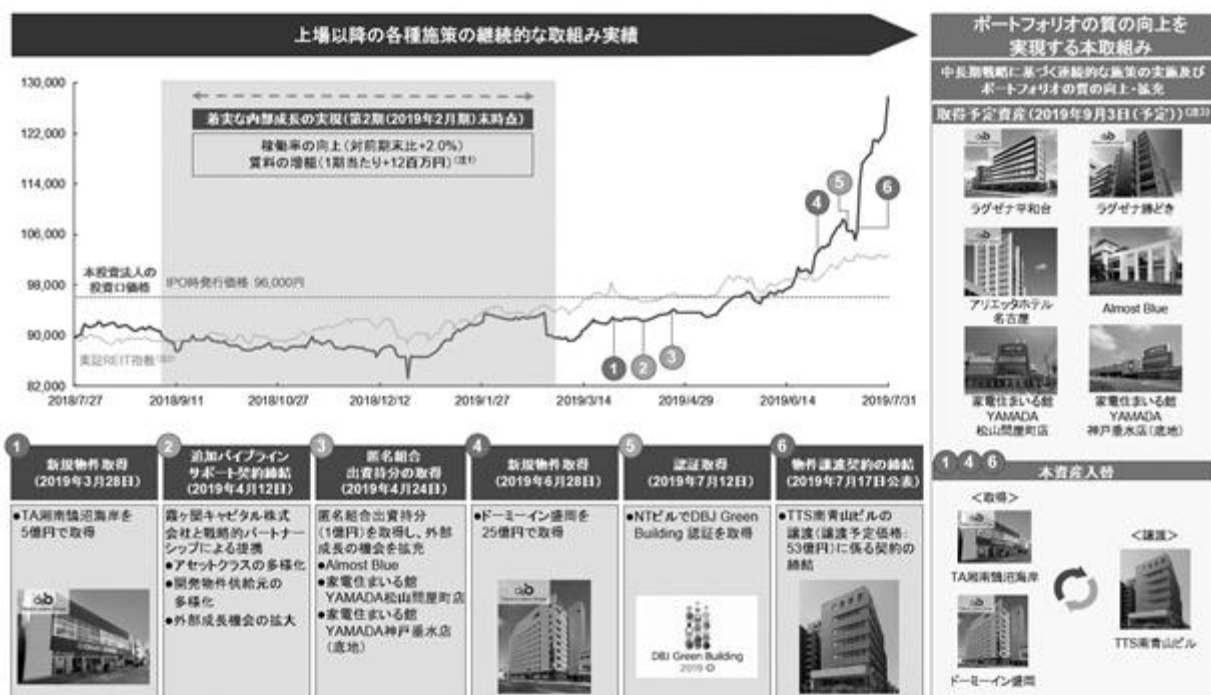 上場以降の各種施策の継続的な取組み実績
130,000
122,000
114,000
106,000
98,000
90,000
82,000
着実な内部成長の実現(第2期(2019年2月期)末時点)
稼働率の向上(対前期末比+2.0%)
賃料の増額(1期当たり+12百万円)(注1)
本投資法人の
投資口価格
IPO時発行価格 96,000円
東証REIT指数(注2)
1
2
3
4
5
6
2018/7/27
2018/9/11
2018/10/27
2018/12/12
2019/1/27
2019/3/14
2019/4/29
2019/6/14
2019/7/31
1
新規物件取得
(2019年3月28日)
●TA湘南鵠沼海岸を
5億円で取得
2
追加パイプライン
サポート契約締結
(2019年4月12日)
霞ヶ関キャピタル株式
会社と戦略的パートナー
シップによる提携
●アセットクラスの多様化
●開発物件供給元の
多様化
●外部成長機会の拡大
3
匿名組合
出資持分の取得
(2019年4月24日)
匿名組合出資持分
(1億円)を取得し、外部
成長の機会を拡充
●Almost Blue
●家電住まいる館
YAMADA松山問屋町店
●家電住まいる館
YAMADA神戸垂水店
(底地)
4
新規物件取得
(2019年6月28日)
●ドーミーイン盛岡を
25億円で取得
5
認証取得
(2019年7月12日)
●NTビルでDBJ Green
Building 認証を取得
DBJ Green Building
2019
6
物件譲渡契約の締結
(2019年7月17日公表)
●TTS南青山ビルの
譲渡(譲渡予定価格:
53億円)に係る契約の
締結
ポートフォリオの質の向上を
実現する本取組み
中長期戦略に基づく連続的な施策の実施及び
ポートフォリオの質の向上・拡充
取得予定資産(2019年9月3日(予定))(注3)
ラグゼナ平和台
ラグゼナ勝どき
アリエッタホテル
名古屋
Almost Blue
家電住まいる館
YAMADA
松山問屋町店
家電住まいる館
YAMADA
神戸垂水店(底地)
1 4 6
本資産入替
<取得>
TA湘南鵠沼海岸
ドーミーイン盛岡
<譲渡>
TTS南青山ビル